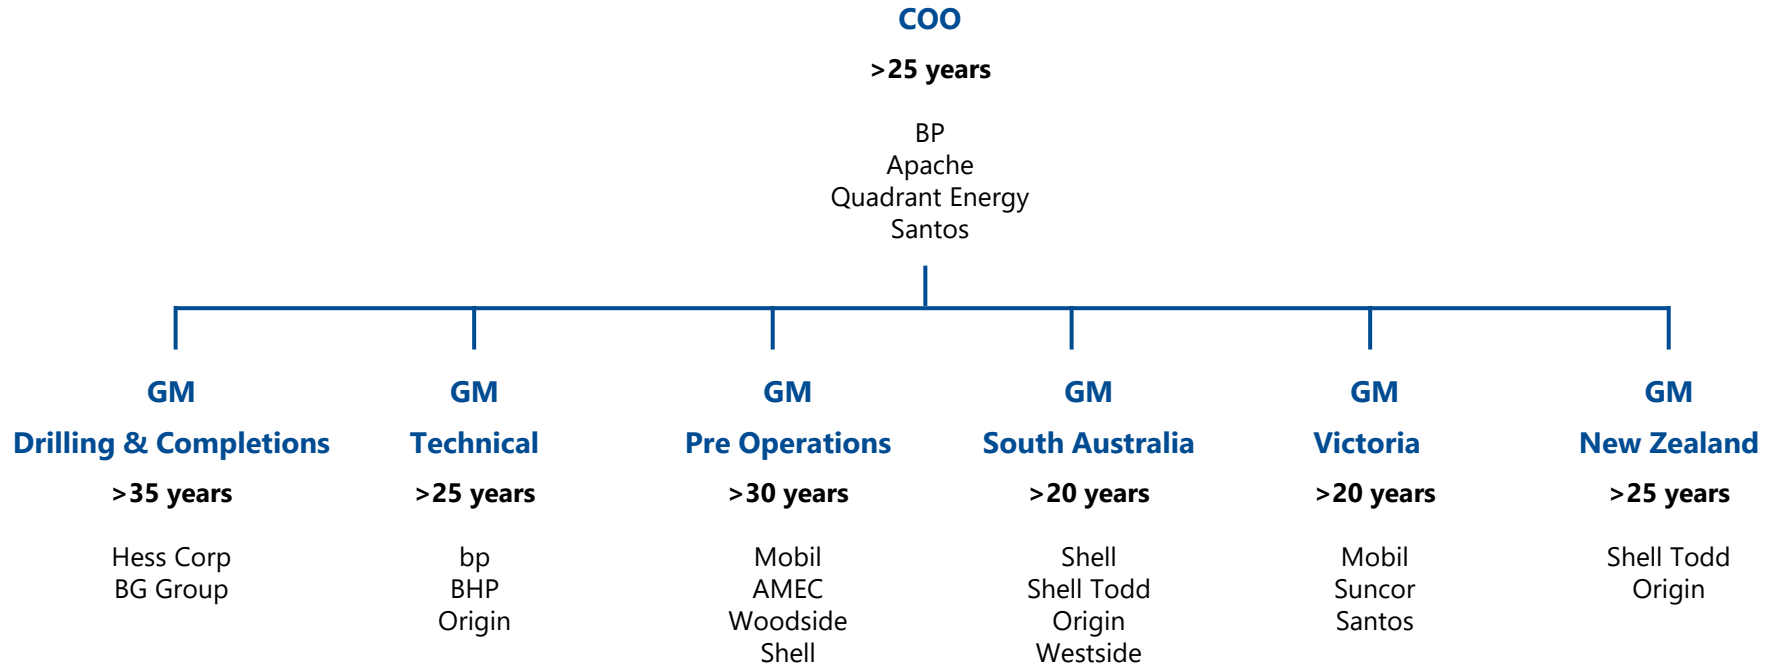 COO
>25 years
BP
Apache
Quadrant Energy
Santos
GM
Drilling & Completions
>35 years
Hess Corp
BG Group
GM
Technical
>25 years
bp
BHP
Origin
GM
Pre Operations
>30 years
Mobil
AMEC
Woodside
Shell
GM
South Australia
>20 years
Shell
Shell Todd
Origin
Westside
GM
Victoria
>20 years
Mobil
Suncor
Santos
GM
New Zealand
>25 years
Shell Todd
Origin